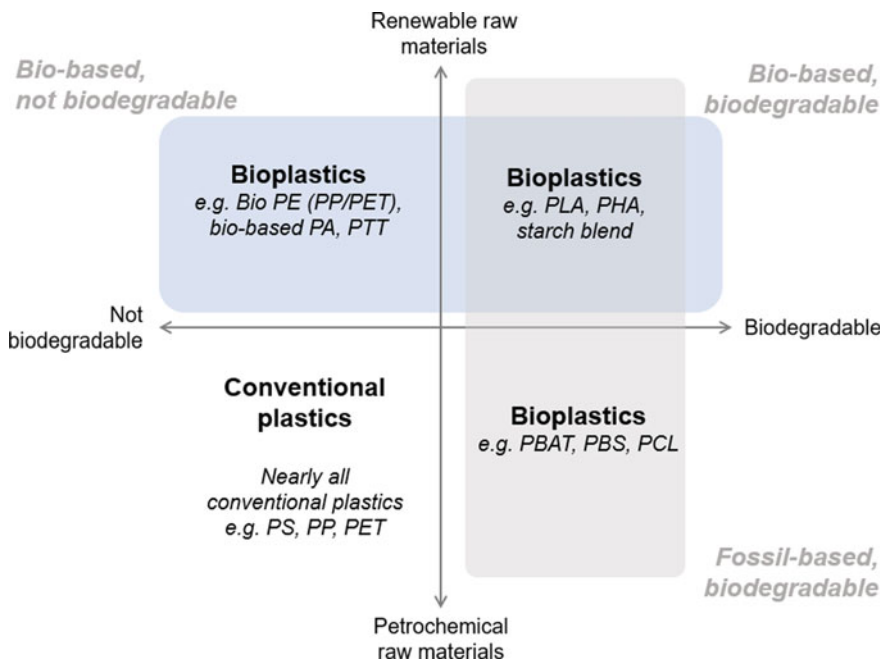 Renewable raw
materials
Bio-based,
not biodegradable
Bio-based,
biodegradable
Bioplastics
e.g. Bio PE (PP/PET),
bio-based PA, PTT
Bioplastics
e.g. PLA, PHA,
starch blend
Not
biodegradable
Biodegradable
Conventional
plastics
Nearly all
conventional plastics
e.g. PS, PP, PET
Bioplastics
e.g. PBAT, PBS, PCL
Fossil-based,
biodegradable
Petrochemical
raw materials